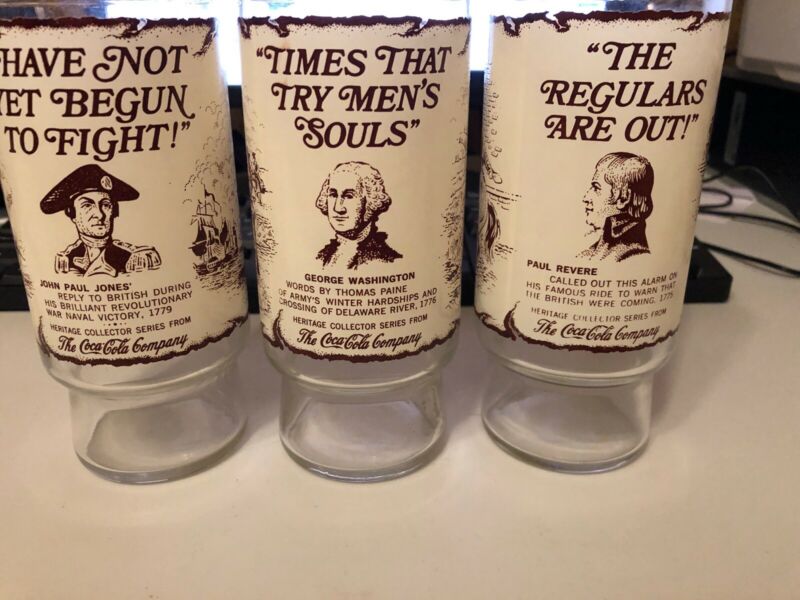 HAVE NOT
YET BEGUN
TO FIGHT!"
JOHN PAUL JONES'
REPLY TO BRITISH DURING
HIS BRILLIANT REVOLUTIONARY
WAR NAVAL VICTORY, 1779
HERITAGE COLLECTOR SERIES FROM
The Coca-Cola Company
"TIMES THAT
TRY MEN'S
SOULS"
GEORGE WASHINGTON
WORDS BY THOMAS PAINE
OF ARMY'S WINTER HARDSHIPS AND
CROSSING OF DELAWARE RIVER, 1776
HERITAGE COLLECTOR SERIES FROM
The Coca-Cola Company
"THE
REGULARS
ARE OUT!"
PAUL REVERE
CALLED OUT THIS ALARM ON
HIS FAMOUS RIDE TO WARN THAT
THE BRITISH WERE COMING, 1775
HERITAGE COLLECTOR SERIES FROM
The Coca-Cola Company